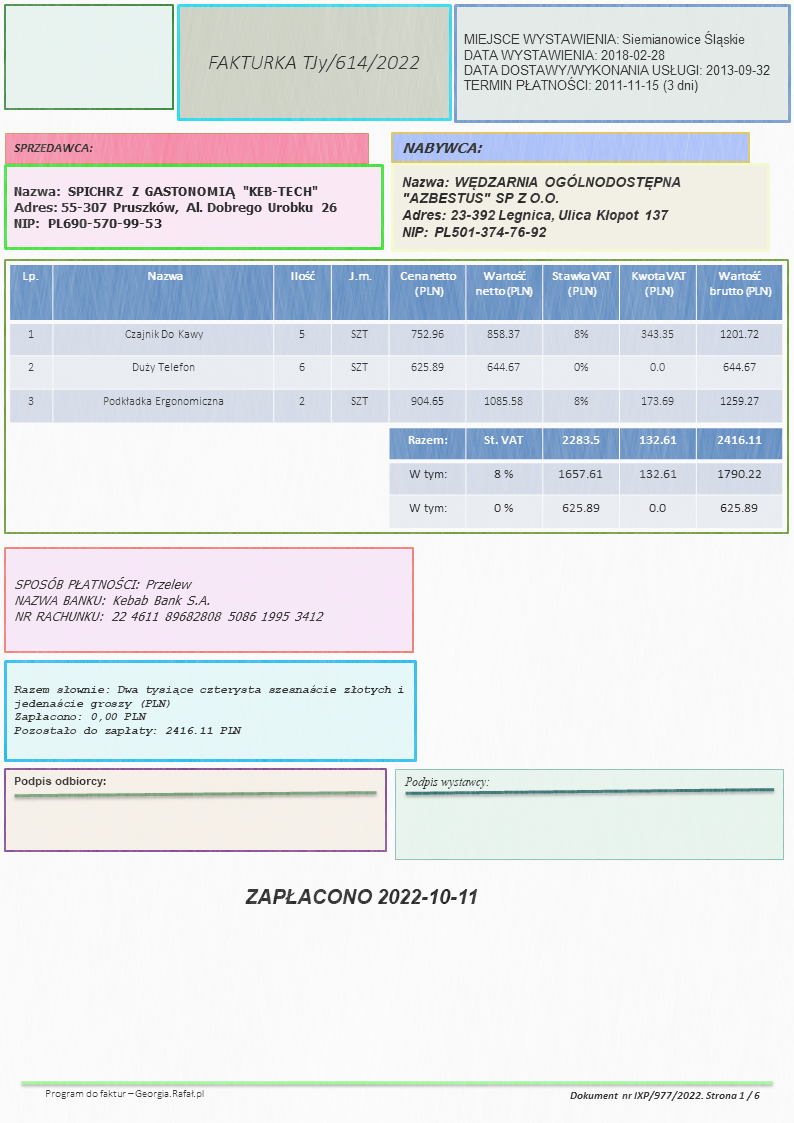 FAKTURKA TJy/614/2022
MIEJSCE WYSTAWIENIA: Siemianowice Śląskie
DATA WYSTAWIENIA: 2018-02-28
DATA DOSTAWY/WYKONANIA USŁUGI: 2013-09-32
TERMIN PŁATNOŚCI: 2011-11-15 (3 dni)
SPRZEDAWCA:
Nazwa: SPICHRZ Z GASTONOMIĄ "KEB-TECH"
Adres: 55-307 Pruszków, Al. Dobrego Urobku 26
NIP: PL690-570-99-53
NABYWCA:
Nazwa: WĘDZARNIA OGÓLNODOSTĘPNA
"AZBESTUS" SP Z O.O.
Adres: 23-392 Legnica, Ulica Kłopot 137
NIP: PL501-374-76-92
Lp. Nazwa Ilość J.m. Cena netto (PLN) Wartość netto (PLN) Stawka VAT (PLN) Kwota VAT (PLN) Wartość brutto (PLN)
1 Czajnik Do Kawy 5 SZT 752.96 858.37 8% 343.35 1201.72
2 Duży Telefon 6 SZT 625.89 644.67 0% 0.0 644.67
3 Podkładka Ergonomiczna 2 SZT 904.65 1085.58 8% 173.69 1259.27
Razem: St. VAT 2283.5 132.61 2416.11
W tym: 8 % 1657.61 132.61 1790.22
W tym: 0 % 625.89 0.0 625.89
SPOSÓB PŁATNOŚCI: Przelew
NAZWA BANKU: Kebab Bank S.A.
NR RACHUNKU: 22 4611 89682808 5086 1995 3412
Razem słownie: Dwa tysiące czterysta szesnaście złotych i
jedenaście groszy (PLN)
Zapłacono: 0,00 PLN
Pozostało do zapłaty: 2416.11 PLN
Podpis odbiorcy:
Podpis wystawcy:
ZAPŁACONO 2022-10-11
Program do faktur – Georgia.Rafał.pl
Dokument nr IXP/977/2022. Strona 1 / 6